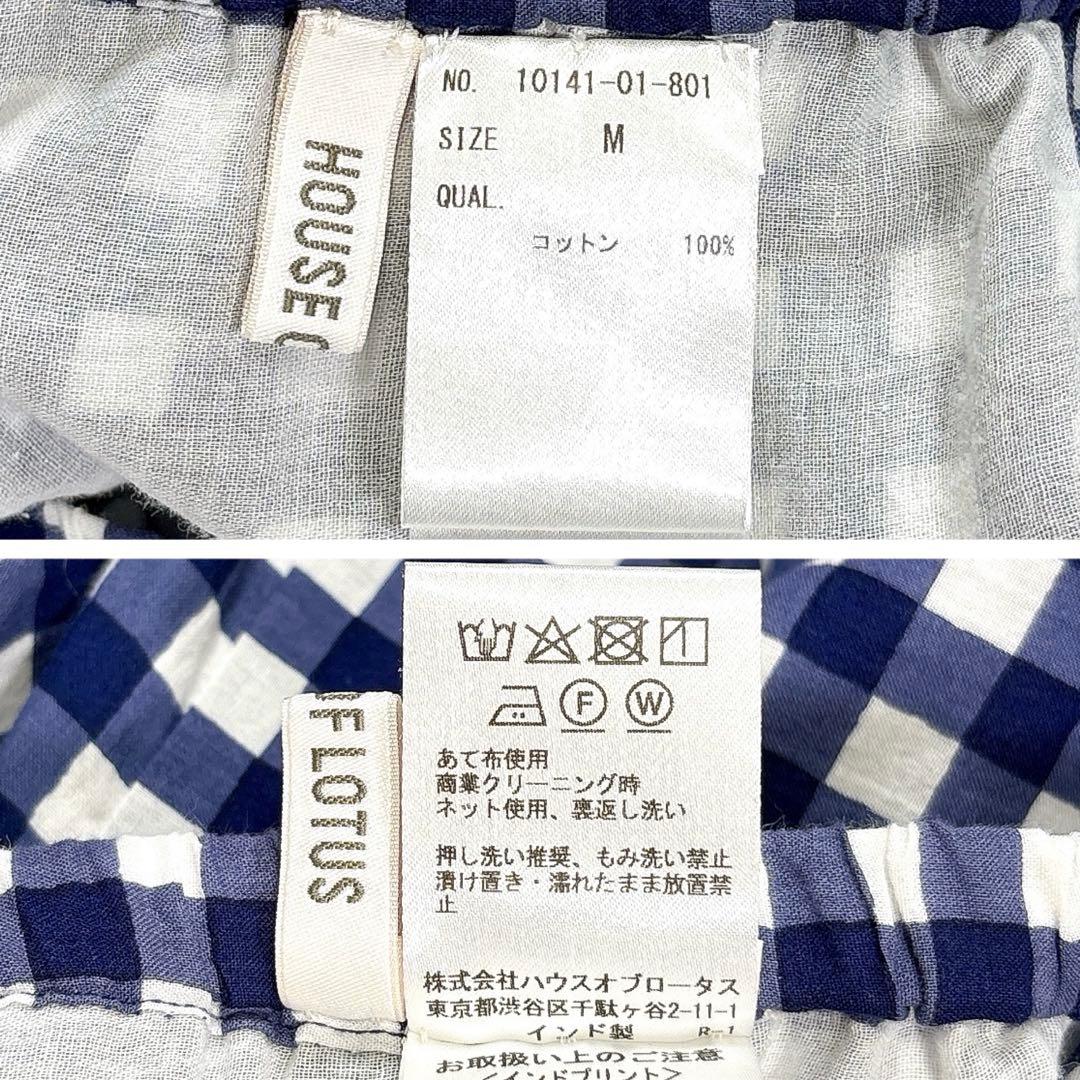 HOUSE O
NO. 10141-01-801
SIZE M
QUAL.
コットン 100%
F LOTUS
F W
あて布使用
商業クリーニング時
ネット使用、裏返し洗い
押し洗い推奨、もみ洗い禁止
漬け置き・濡れたまま放置禁
止
株式会社ハウスオブロータス
東京都渋谷区千駄ヶ谷2-11-1
インド製 R-1
お取扱い上のご注意
<インドプリント>